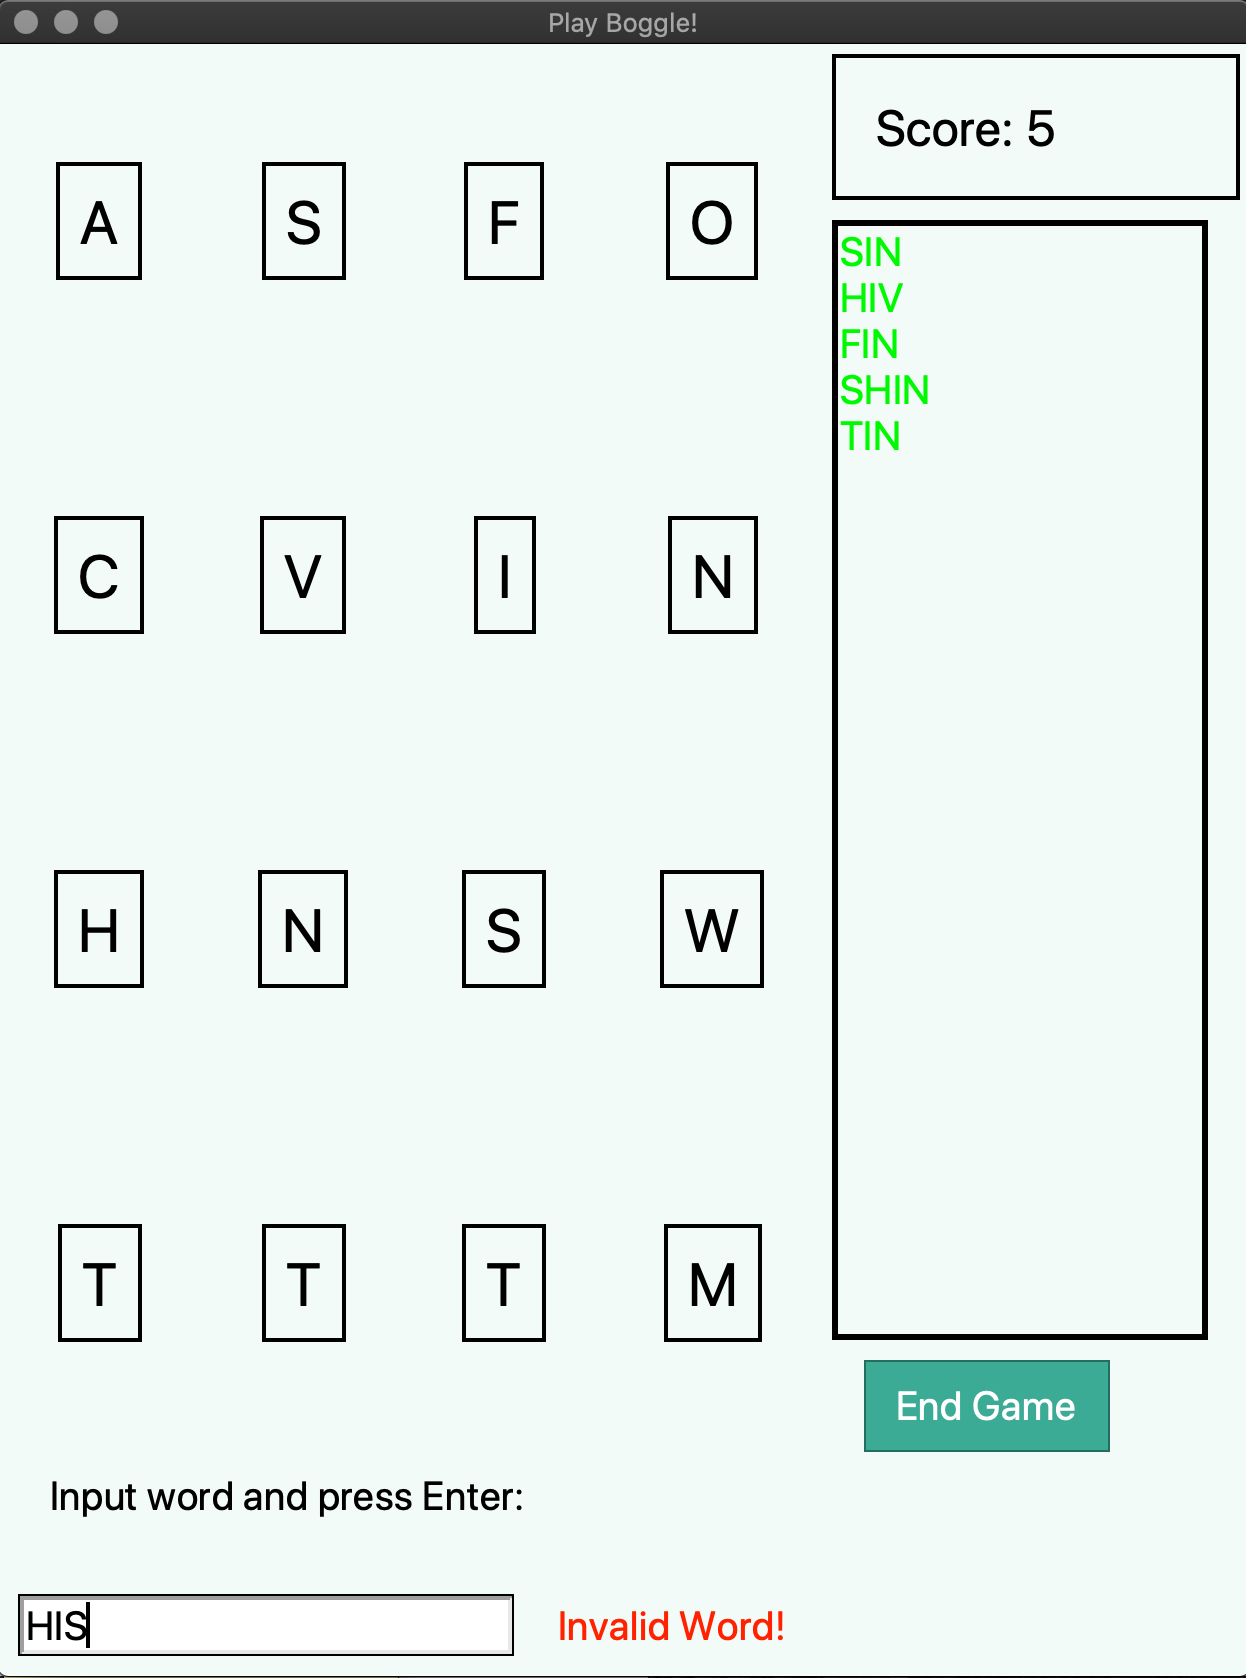 Play Boggle!
Score: 5
A S F O
SIN
HIV
FIN
SHIN
TIN
C V I N
H N S W
T T T M
End Game
Input word and press Enter:
HIS
Invalid Word!